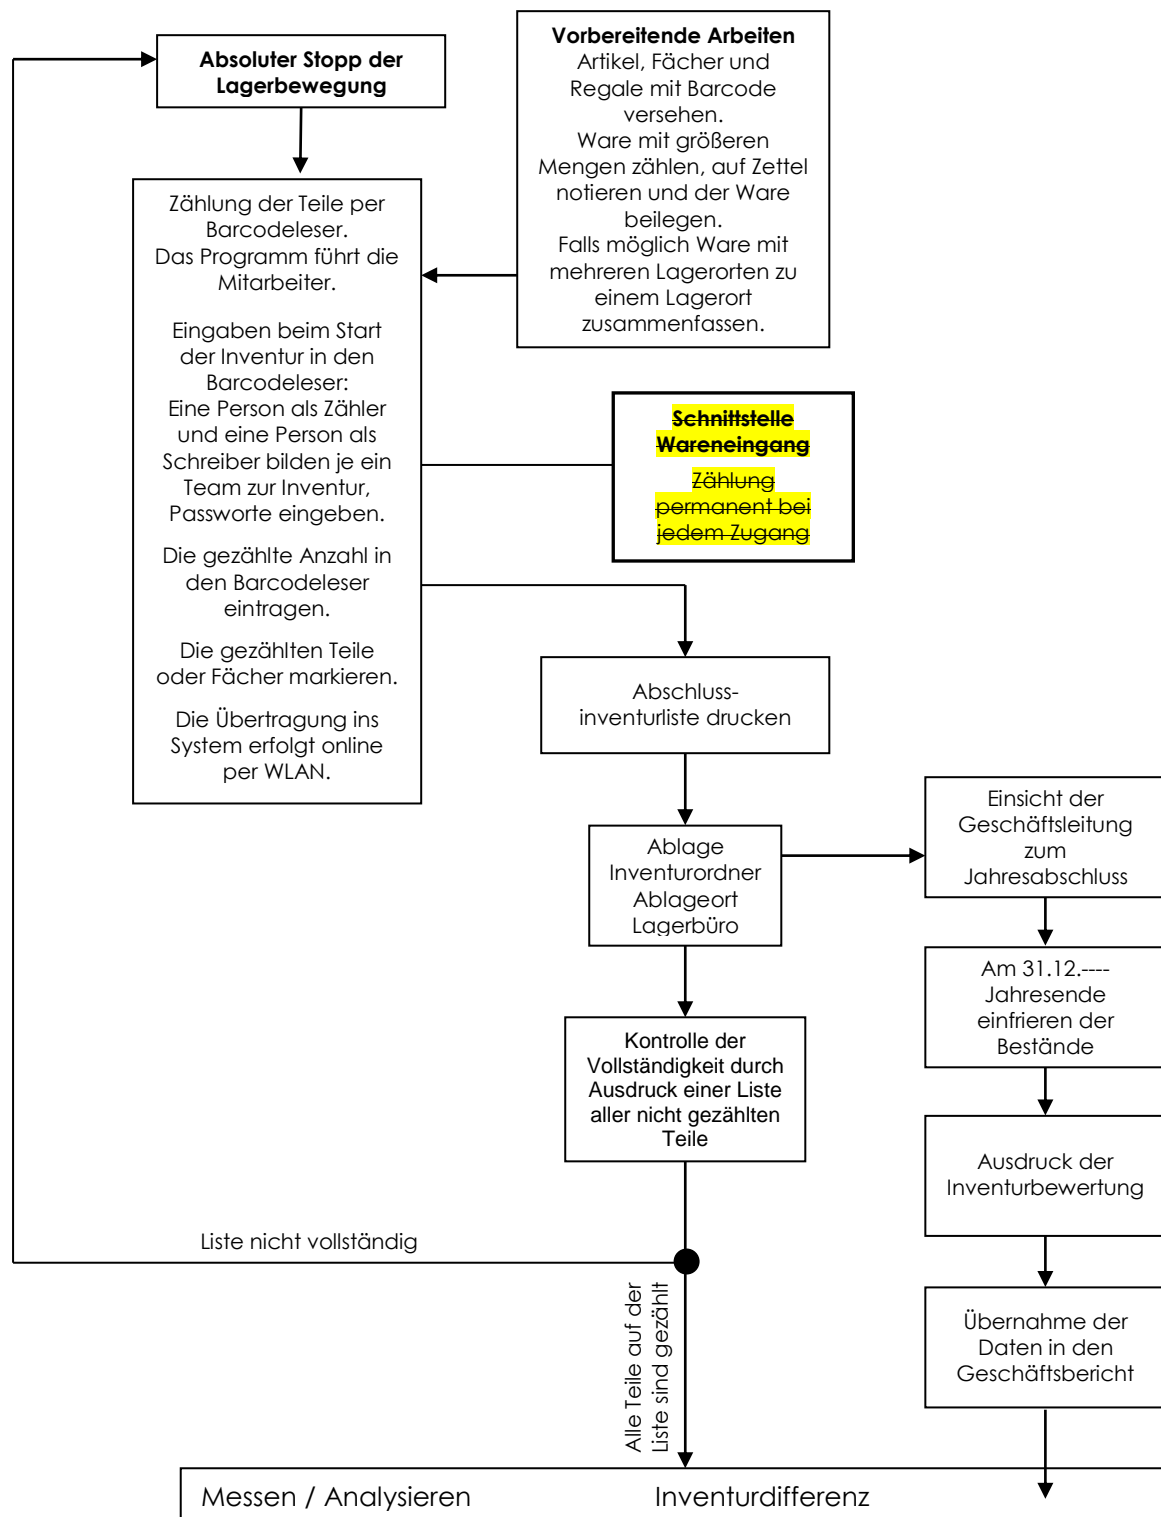 Absoluter Stopp der
Lagerbewegung
Vorbereitende Arbeiten
Artikel, Fächer und
Regale mit Barcode
versehen.
Ware mit größeren
Mengen zählen, auf Zettel
notieren und der Ware
beilegen.
Falls möglich Ware mit
mehreren Lagerorten zu
einem Lagerort
zusammenfassen.
Zählung der Teile per
Barcodeleser.
Das Programm führt die
Mitarbeiter.
Eingaben beim Start
der Inventur in den
Barcodeleser:
Eine Person als Zähler
und eine Person als
Schreiber bilden je ein
Team zur Inventur,
Passworte eingeben.
Die gezählte Anzahl in
den Barcodeleser
eintragen.
Die gezählten Teile
oder Fächer markieren.
Die Übertragung ins
System erfolgt online
per WLAN.
Schnittstelle
Wareneingang
Zählung
permanent bei
jedem Zugang
Abschluss-
inventurliste drucken
Ablage
Inventurordner
Ablageort
Lagerbüro
Einsicht der
Geschäftsleitung
zum
Jahresabschluss
Am 31.12.----
Jahresende
einfrieren der
Bestände
Kontrolle der
Vollständigkeit durch
Ausdruck einer Liste
aller nicht gezählten
Teile
Ausdruck der
Inventurbewertung
Liste nicht vollständig
Alle Teile auf der
Liste sind gezählt
Übernahme der
Daten in den
Geschäftsbericht
Messen / Analysieren
Inventurdifferenz